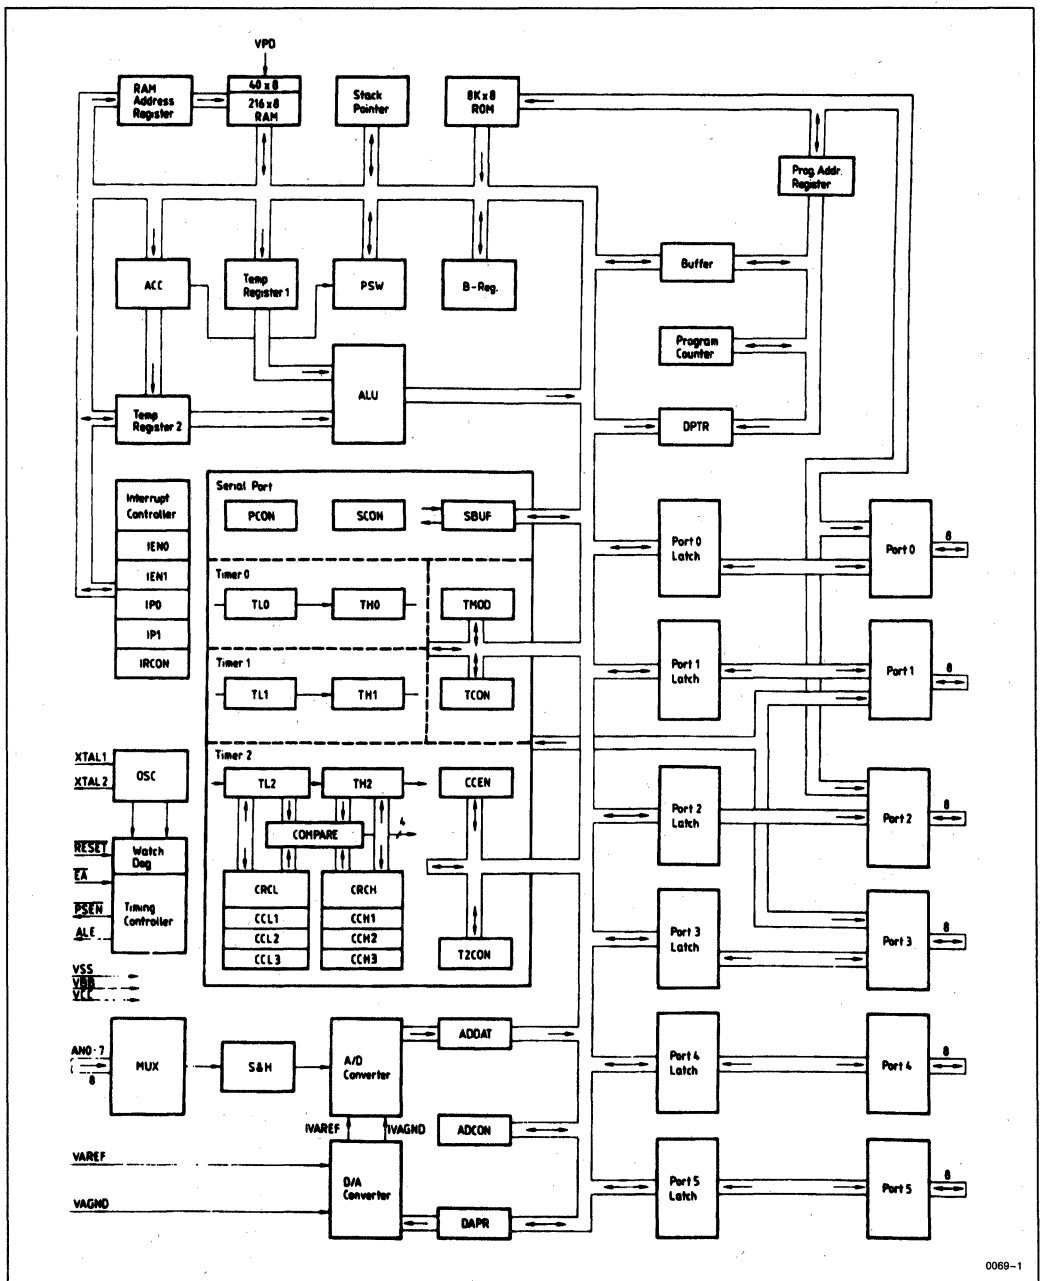 VPD
RAM
Address
Register
40x8
216x8
RAM
Stack
Pointer
8Kx8
ROM
Prog. Addr.
Register
ACC
Temp
Register 1
PSW
B-Reg.
Buffer
Program
Counter
ALU
Temp
Register 2
DPTR
Interrupt
Controller
IEN0
IEN1
IP0
IP1
IRCON
Serial Port
PCON
SCON
SBUF
Timer 0
TL0
TH0
TMOD
Timer 1
TL1
TH1
TCON
Timer 2
TL2
TH2
CCEN
COMPARE
4
CRCL
CCL1
CCL2
CCL3
CRCH
CCH1
CCH2
CCH3
T2CON
Port 0
Latch
Port 0
8
Port 1
Latch
Port 1
8
Port 2
Latch
Port 2
8
Port 3
Latch
Port 3
8
Port 4
Latch
Port 4
8
Port 5
Latch
Port 5
8
XTAL1
XTAL2
OSC
RESET
EA
PSEN
ALE
Watch
Dog
Timing
Controller
VSS
VBB
VCC
AN0-7
8
MUX
S&H
A/D
Converter
ADDAT
IVAREF
IVAGND
ADCON
VAREF
VAGND
D/A
Converter
DAPR
0069-1